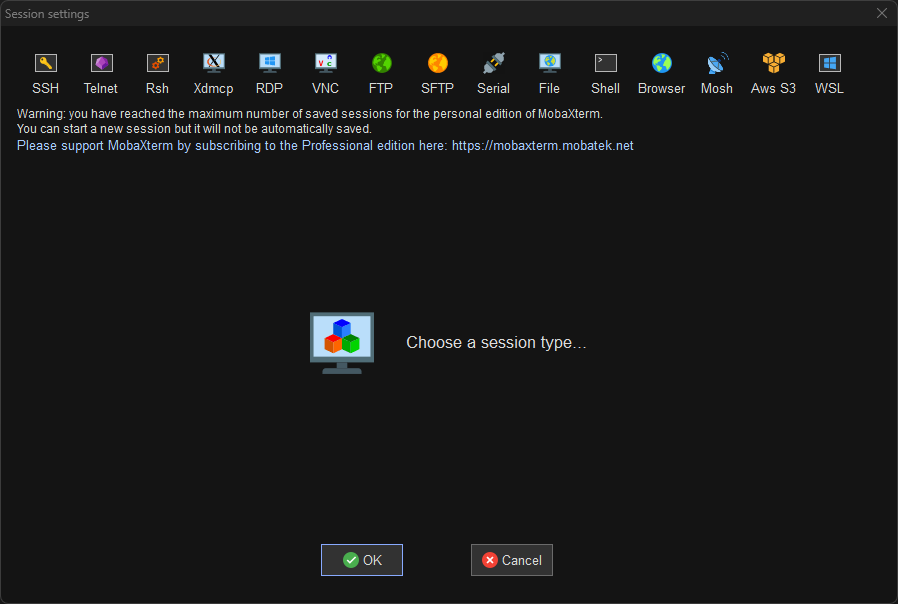 Session settings
SSH Telnet Rsh Xdmcp RDP VNC FTP SFTP Serial File Shell Browser Mosh Aws S3 WSL
Warning: you have reached the maximum number of saved sessions for the personal edition of MobaXterm.
You can start a new session but it will not be automatically saved.
Please support MobaXterm by subscribing to the Professional edition here: https://mobaxterm.mobatek.net
Choose a session type...
OK Cancel